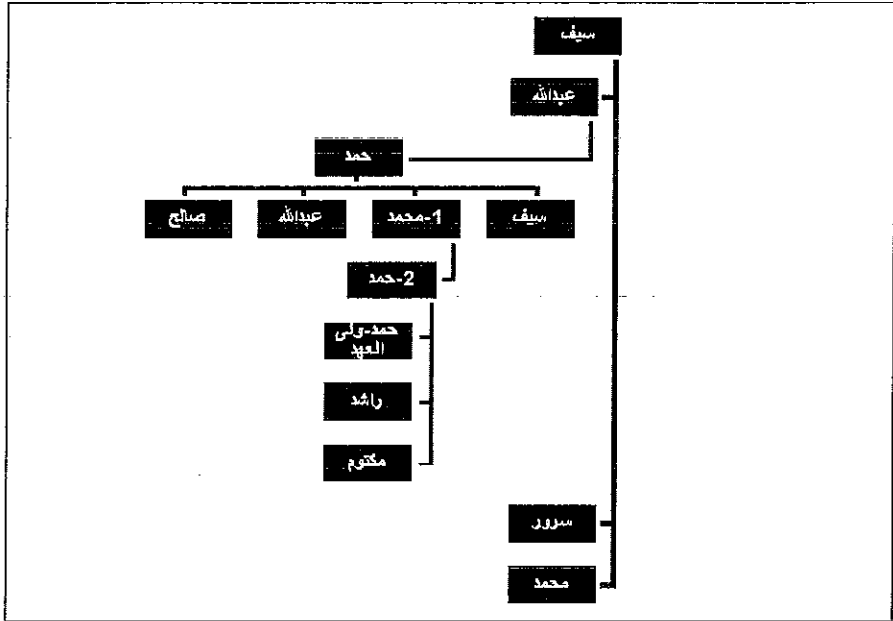 سيف
عبدالله
حمد
سيف
1-محمد
عبدالله
صالح
2-حمد
حمد-ولي
العهد
راشد
مكتوم
سرور
محمد